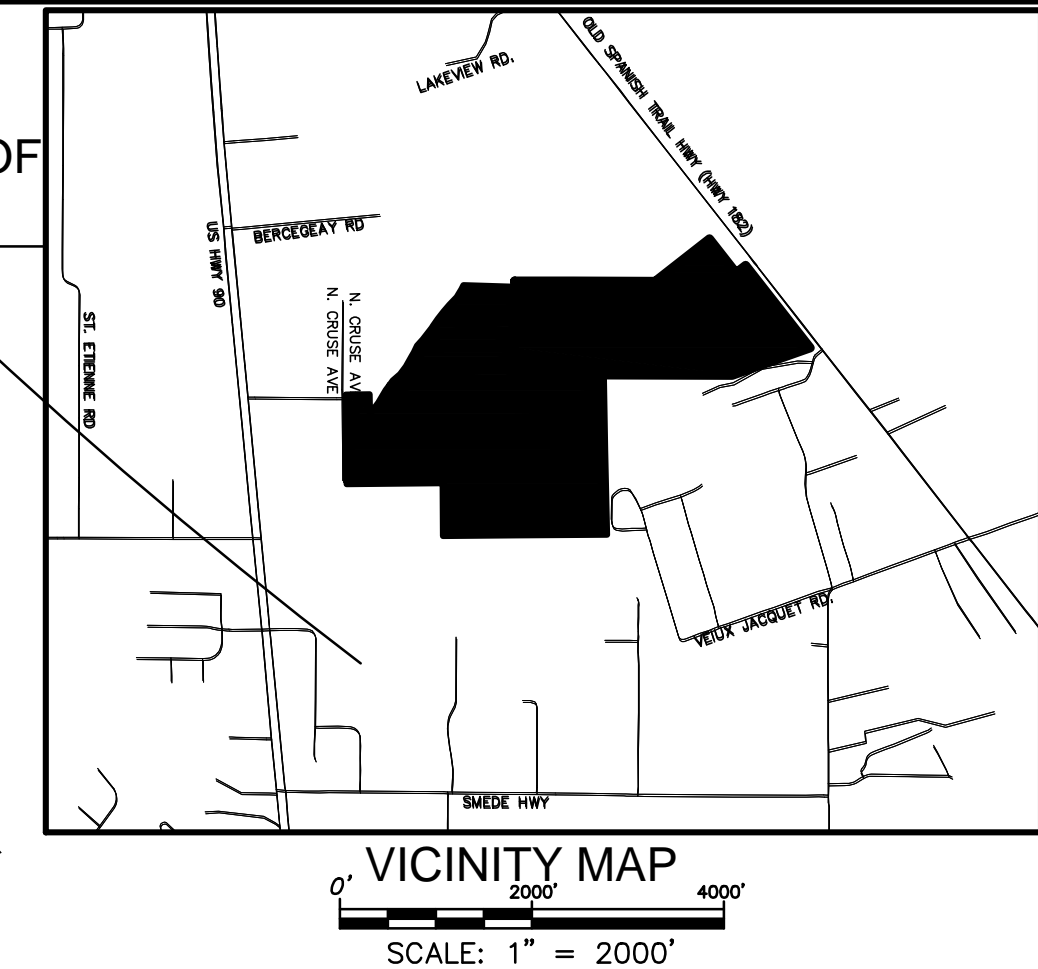 OF
LAKEVIEW RD.
OLD SPANISH TRAIL HWY (HWY 182)
BERCEGEAY RD
US HWY 90
ST. ETIENNE RD
N. CRUSE AVE
N. CRUSE AV
VEIUX JACQUET RD.
SMEDE HWY
VICINITY MAP
0' 2000' 4000'
SCALE: 1" = 2000'